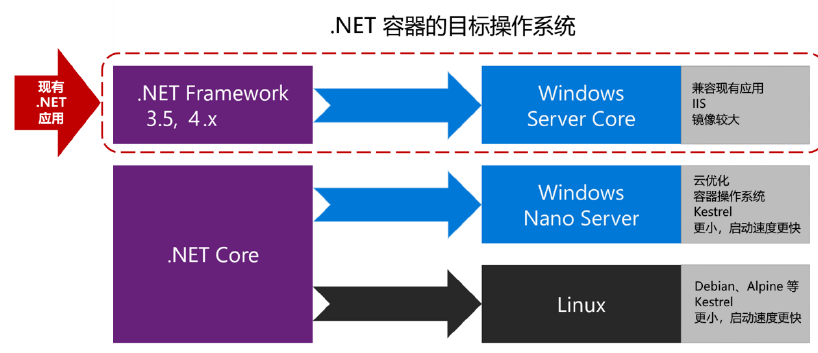 .NET 容器的目标操作系统
现有
.NET
应用
.NET Framework
3.5, 4.x
Windows
Server Core
兼容现有应用
IIS
镜像较大
.NET Core
Windows
Nano Server
云优化
容器操作系统
Kestrel
更小，启动速度更快
Linux
Debian、Alpine 等
Kestrel
更小，启动速度更快